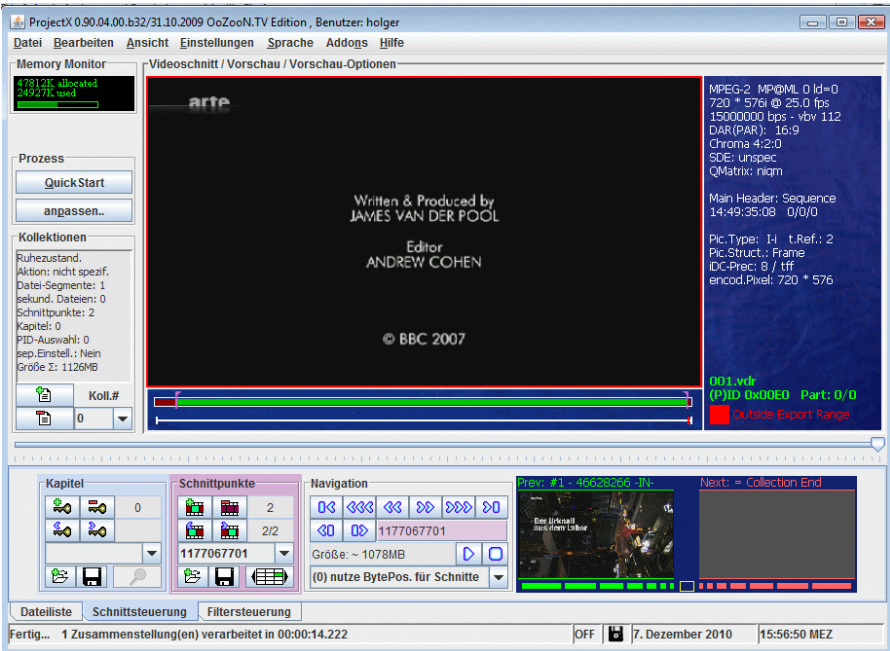 ProjectX 0.90.04.00.b32/31.10.2009 OoZooN.TV Edition , Benutzer: holger
Datei Bearbeiten Ansicht Einstellungen Sprache Addons Hilfe
Memory Monitor
47812K allocated
24927K used
Prozess
QuickStart
anpassen..
Kollektionen
Ruhezustand.
Aktion: nicht spezif.
Datei-Segmente: 1
sekund. Dateien: 0
Schnittpunkte: 2
Kapitel: 0
PID-Auswahl: 0
sep.Einstell.: Nein
Größe Σ: 1126MB
Koll.#
0
Videoschnitt / Vorschau / Vorschau-Optionen
arte
Written & Produced by
JAMES VAN DER POOL
Editor
ANDREW COHEN
© BBC 2007
MPEG-2 MP@ML 0 ld=0
720 * 576i @ 25.0 fps
15000000 bps - vbv 112
DAR(PAR): 16:9
Chroma 4:2:0
SDE: unspec
QMatrix: niqm
Main Header: Sequence
14:49:35:08 0/0/0
Pic.Type: I-i t.Ref.: 2
Pic.Struct.: Frame
iDC-Prec: 8 / tff
encod.Pixel: 720 * 576
001.vdr
(P)ID 0x00E0 Part: 0/0
Outside Export Range
Kapitel
0
Schnittpunkte
2
2/2
1177067701
Navigation
1177067701
Größe: ~ 1078MB
(0) nutze BytePos. für Schnitte
Prev: #1 - 46628266 -IN-
Der Urknall
aus dem Labor
Next: = Collection End
Dateiliste Schnittsteuerung Filtersteuerung
Fertig... 1 Zusammenstellung(en) verarbeitet in 00:00:14.222
OFF
7. Dezember 2010
15:56:50 MEZ